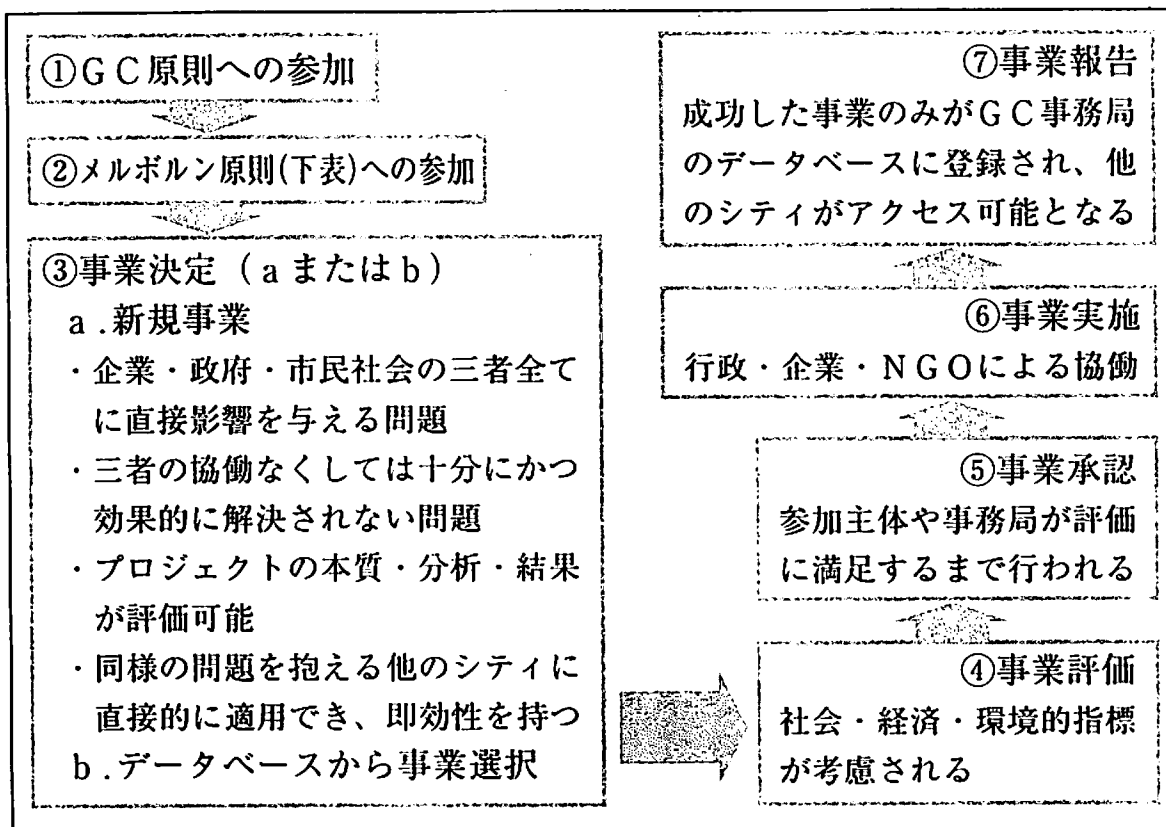 ①GC原則への参加
②メルボルン原則(下表)への参加
③事業決定(aまたはb)
a.新規事業
・企業・政府・市民社会の三者全て
に直接影響を与える問題
・三者の協働なくしては十分にかつ
効果的に解決されない問題
・プロジェクトの本質・分析・結果
が評価可能
・同様の問題を抱える他のシティに
直接的に適用でき、即効性を持つ
b.データベースから事業選択
④事業評価
社会・経済・環境的指標
が考慮される
⑤事業承認
参加主体や事務局が評価
に満足するまで行われる
⑥事業実施
行政・企業・NGOによる協働
⑦事業報告
成功した事業のみがGC事務局
のデータベースに登録され、他
のシティがアクセス可能となる